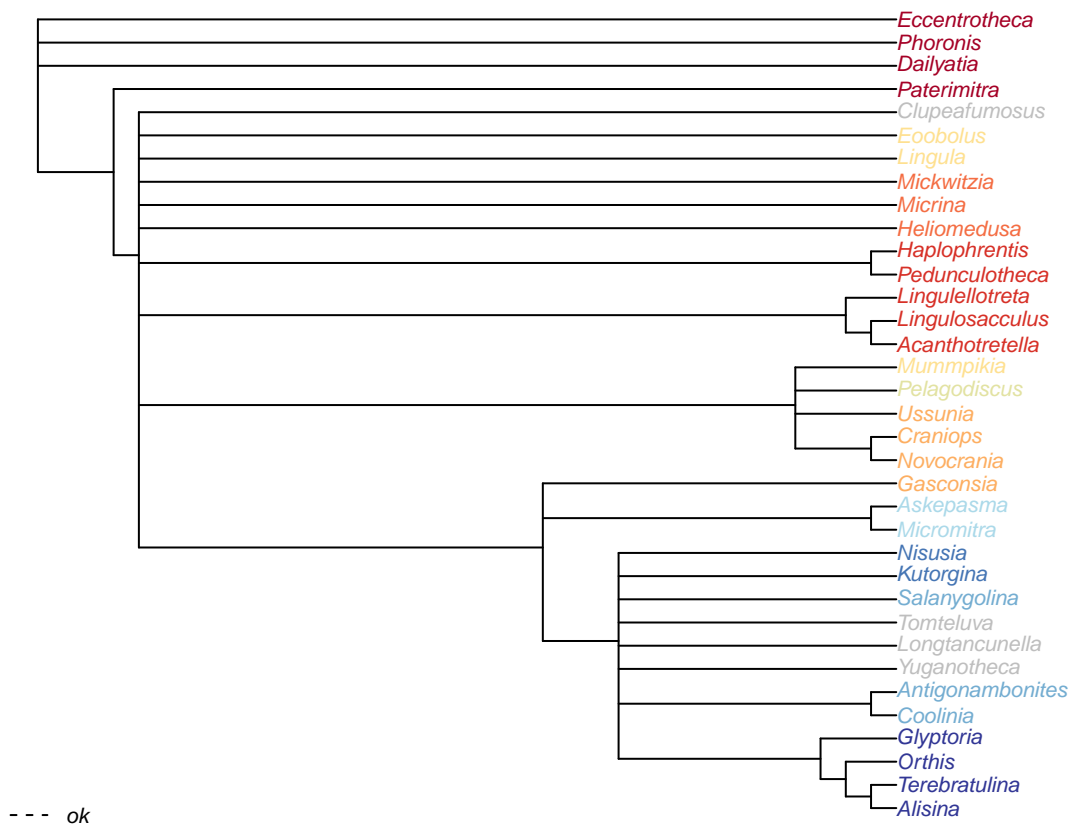 Eccentrotheca
Phoronis
Dailyatia
Paterimitra
Clupeafumosus
Eoobolus
Lingula
Mickwitzia
Micrina
Heliomedusa
Haplophrentis
Pedunculotheca
Lingulellotreta
Lingulosacculus
Acanthotretella
Mummpikia
Pelagodiscus
Ussunia
Craniops
Novocrania
Gasconsia
Askepasma
Micromitra
Nisusia
Kutorgina
Salanygolina
Tomteluva
Longtancunella
Yuganotheca
Antigonambonites
Coolinia
Glyptoria
Orthis
Terebratulina
Alisina
--- ok